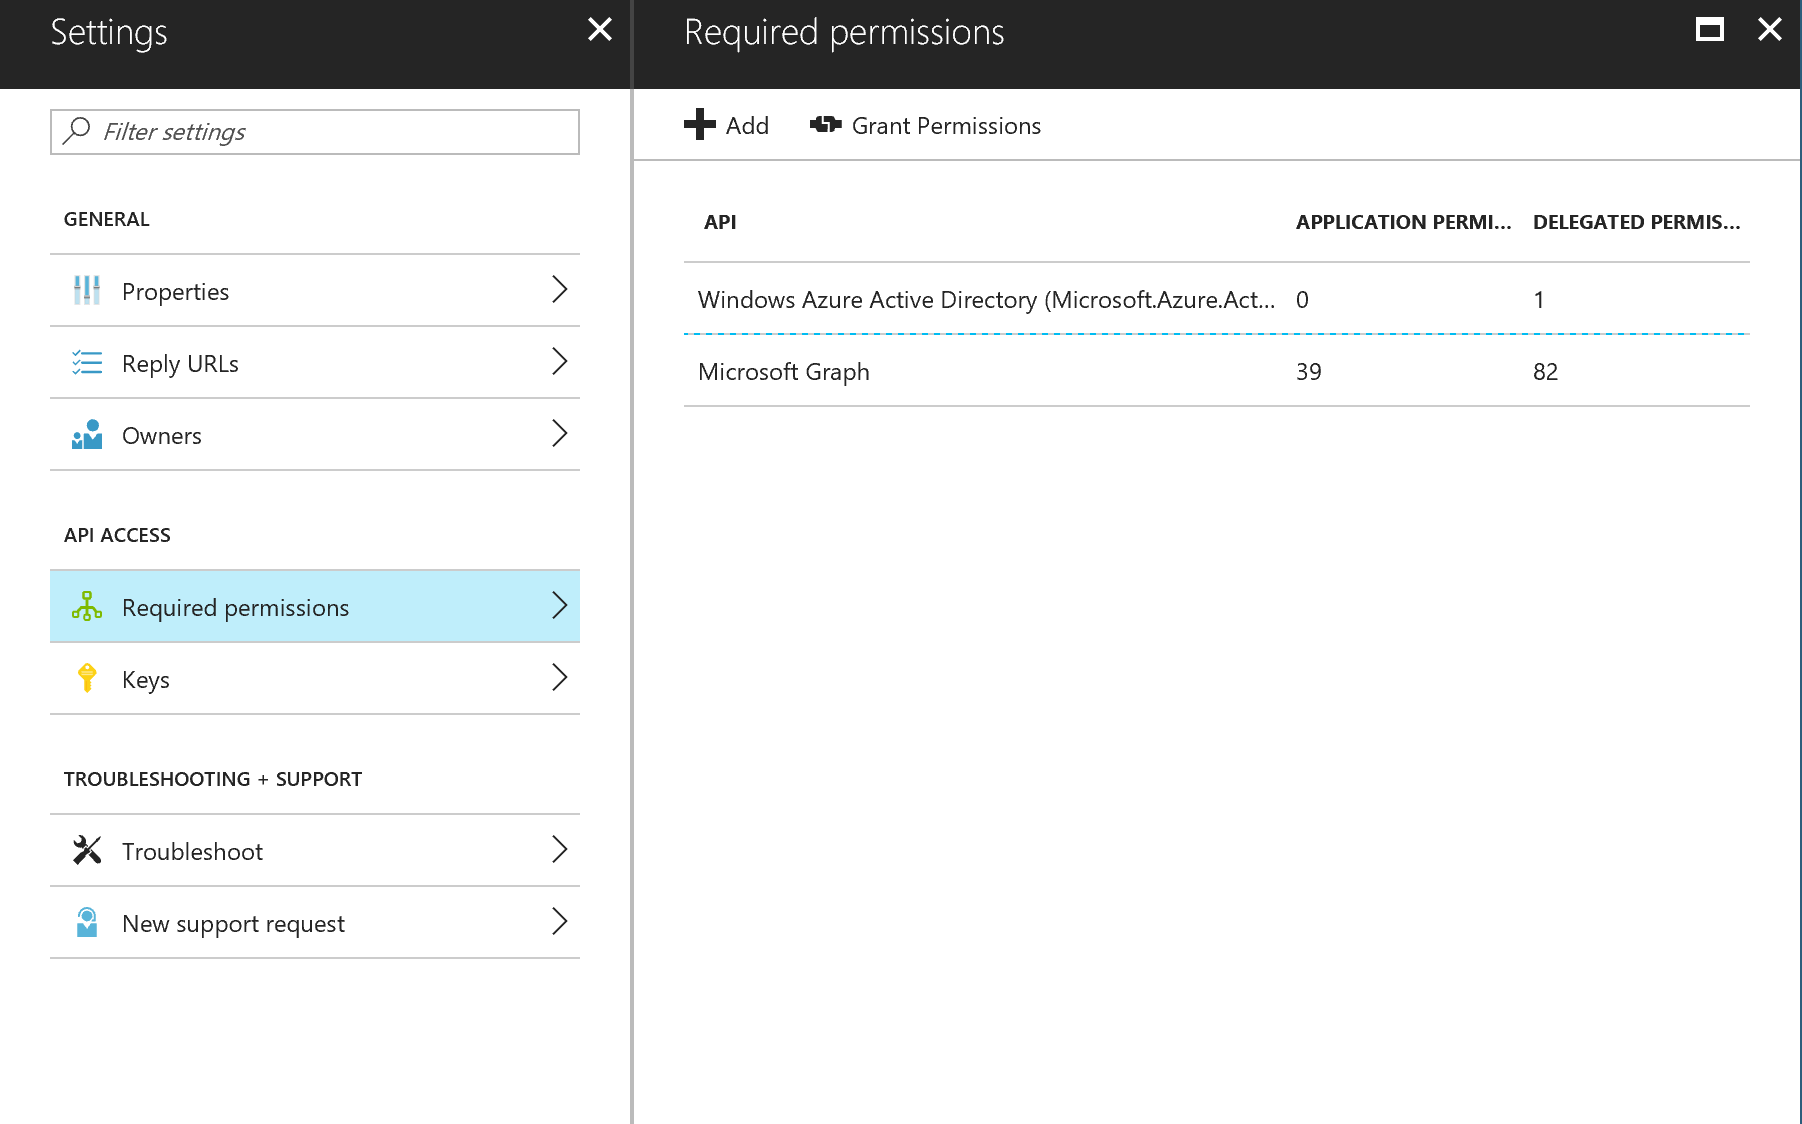 Settings
Filter settings
GENERAL
Properties
Reply URLs
Owners
API ACCESS
Required permissions
Keys
TROUBLESHOOTING + SUPPORT
Troubleshoot
New support request
Required permissions
Add Grant Permissions
API APPLICATION PERMI... DELEGATED PERMIS...
Windows Azure Active Directory (Microsoft.Azure.Act... 0 1
Microsoft Graph 39 82